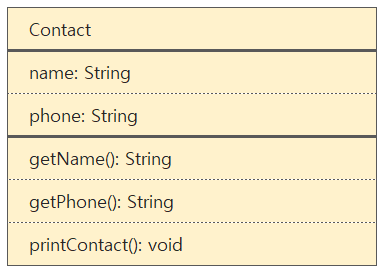 Contact
name: String
phone: String
getName(): String
getPhone(): String
printContact(): void